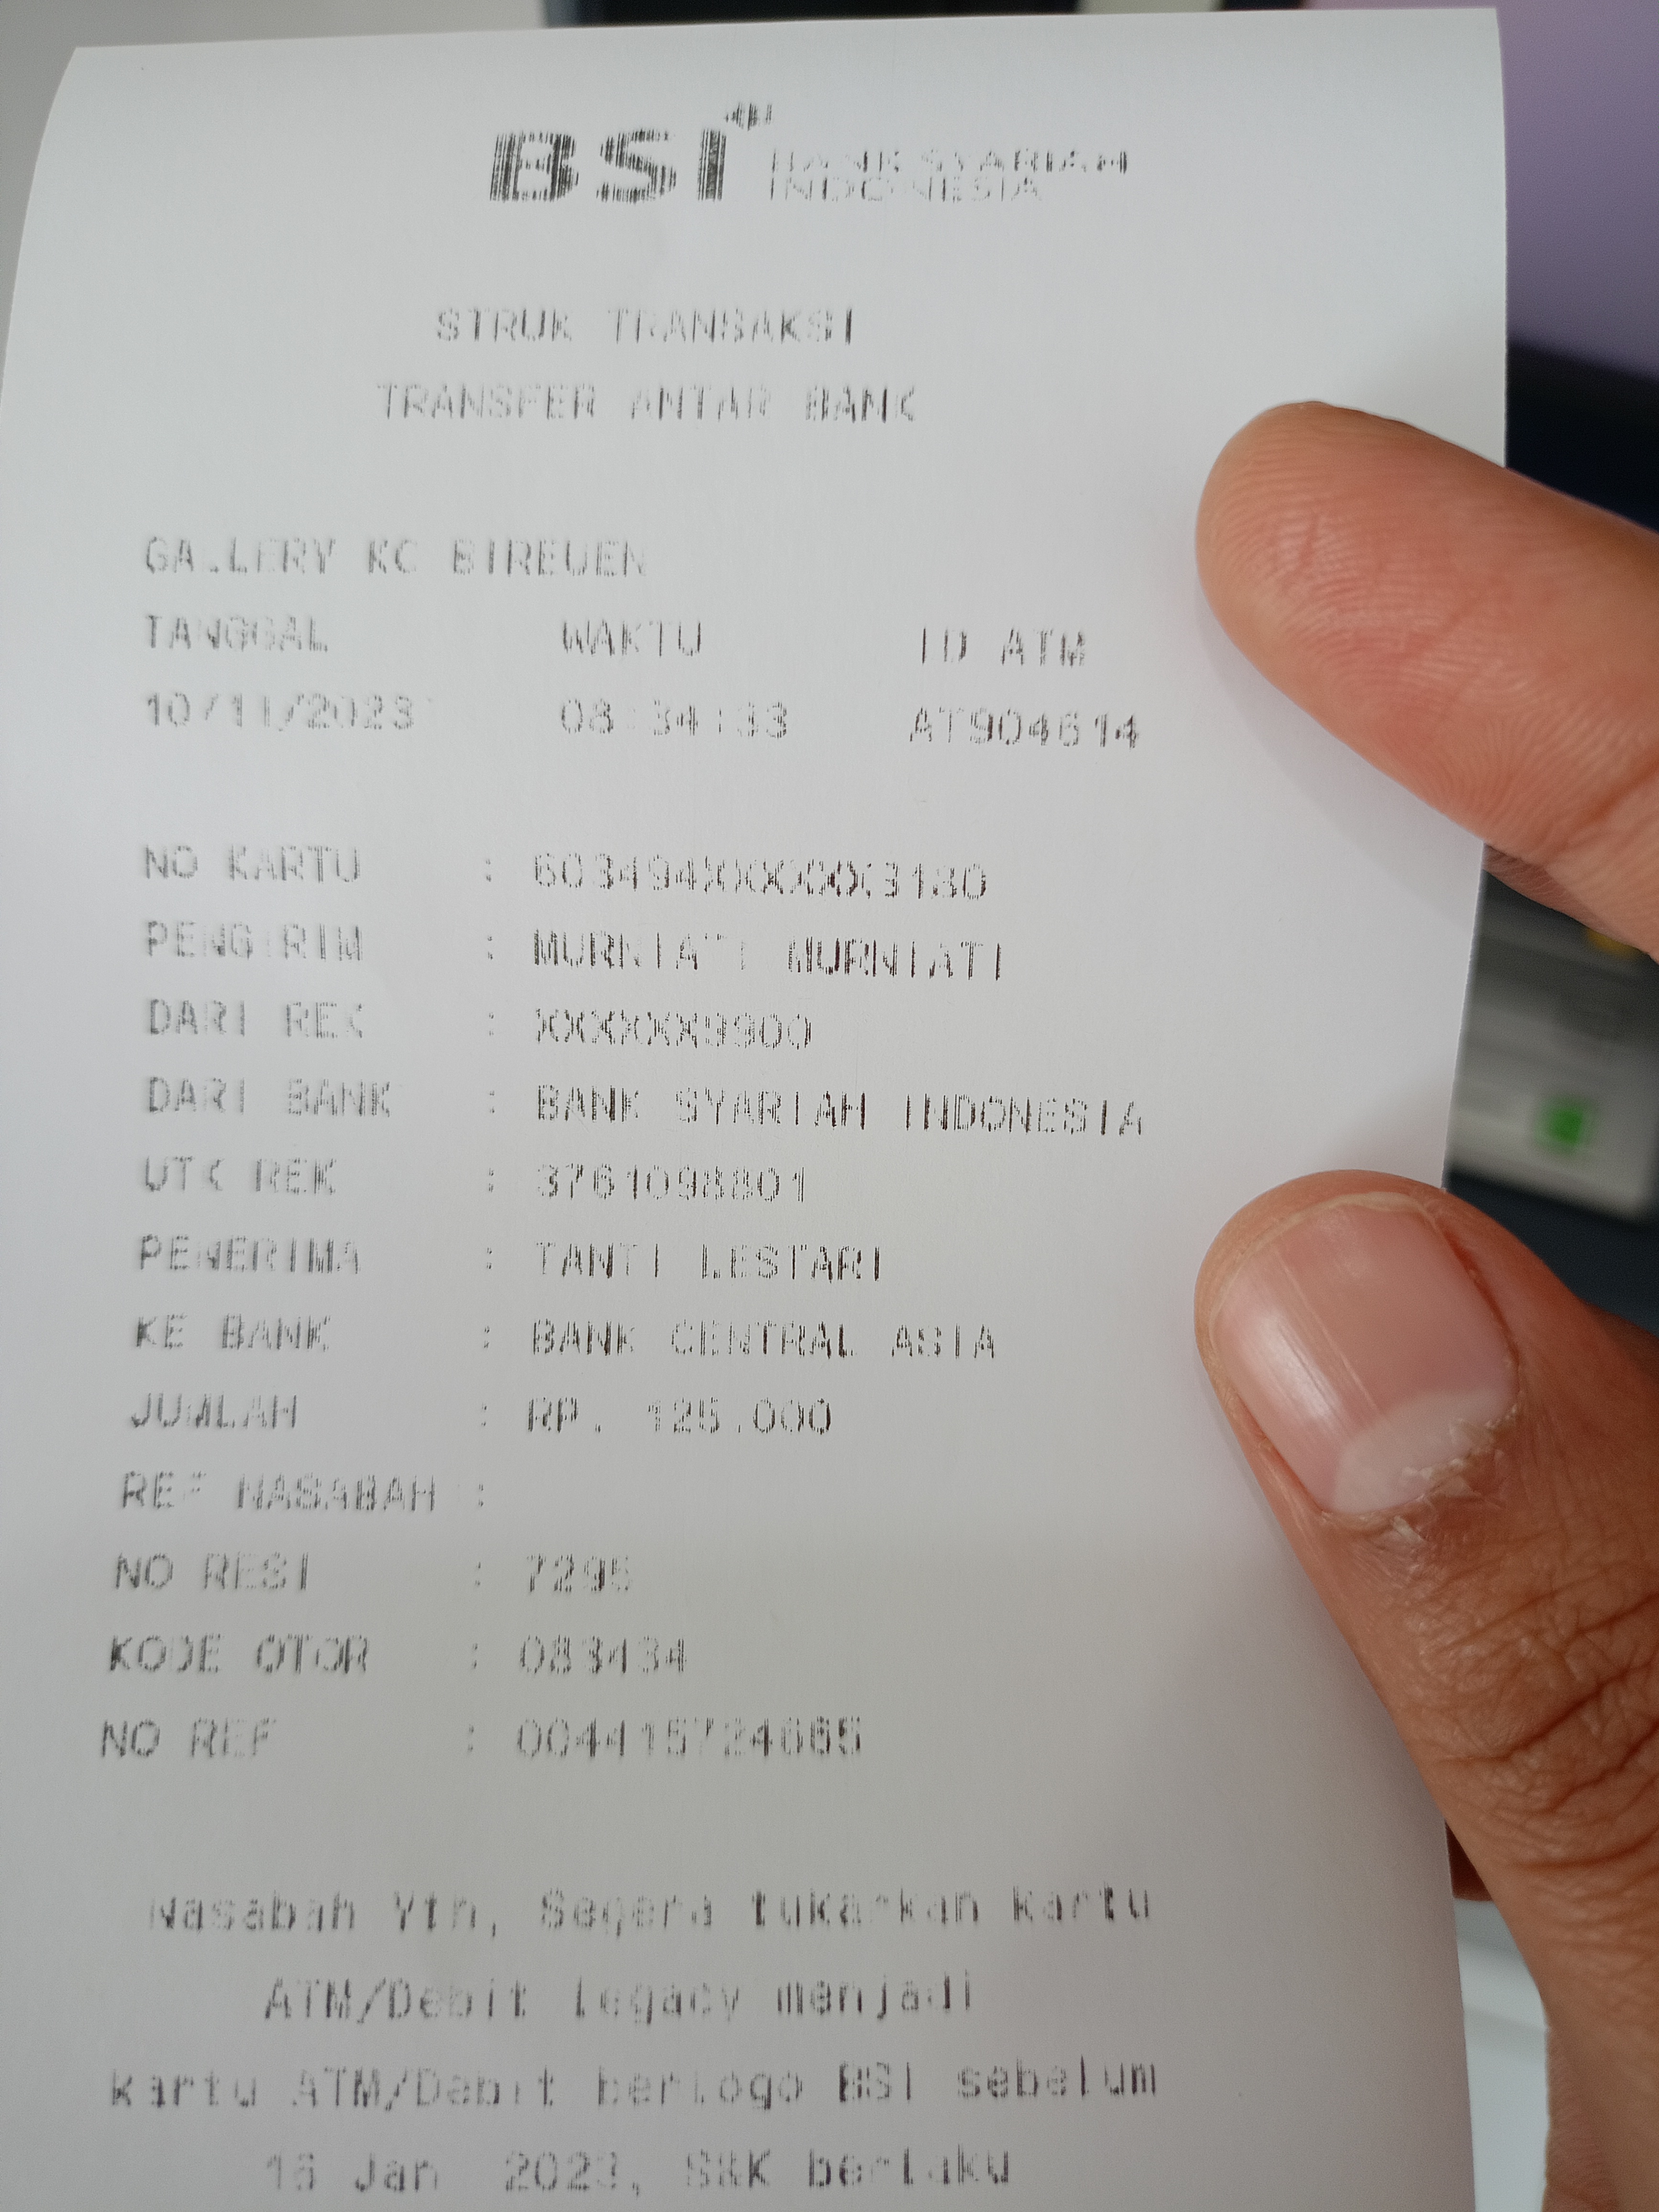 BSI BANK SYARIAH
INDONESIA
STRUK TRANSAKSI
TRANSFER ANTAR BANK
GALLERY KC BIREUEN
TANGGAL WAKTU ID ATM
10/11/2023 08:34:33 AT904614
NO KARTU : 603494XXXXXX3180
PENGIRIM : MURNIATI MURNIATI
DARI REK : XXXXXX9900
DARI BANK : BANK SYARIAH INDONESIA
UTK REK : 3761098801
PENERIMA : TANTI LESTARI
KE BANK : BANK CENTRAL ASIA
JUMLAH : RP. 125.000
REF NASABAH :
NO RESI : 7295
KODE OTOR : 083434
NO REF : 004415724665
Nasabah Yth, Segera tukarkan kartu
ATM/Debit legacy menjadi
kartu ATM/Debit berlogo BSI sebelum
16 Jan 2023, S&K berlaku